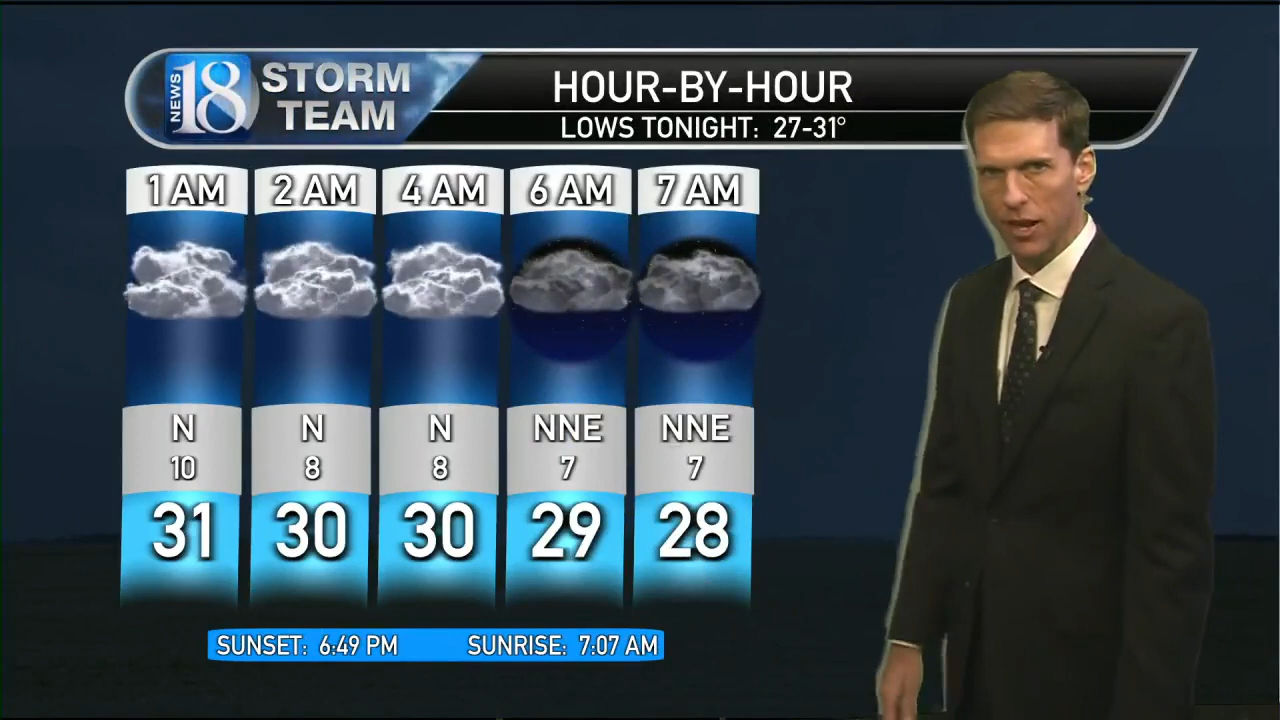 NEWS 18 STORM TEAM
HOUR-BY-HOUR
LOWS TONIGHT: 27-31°
1 AM 2 AM 4 AM 6 AM 7 AM
N N N NNE NNE
10 8 8 7 7
31 30 30 29 28
SUNSET: 6:49 PM SUNRISE: 7:07 AM